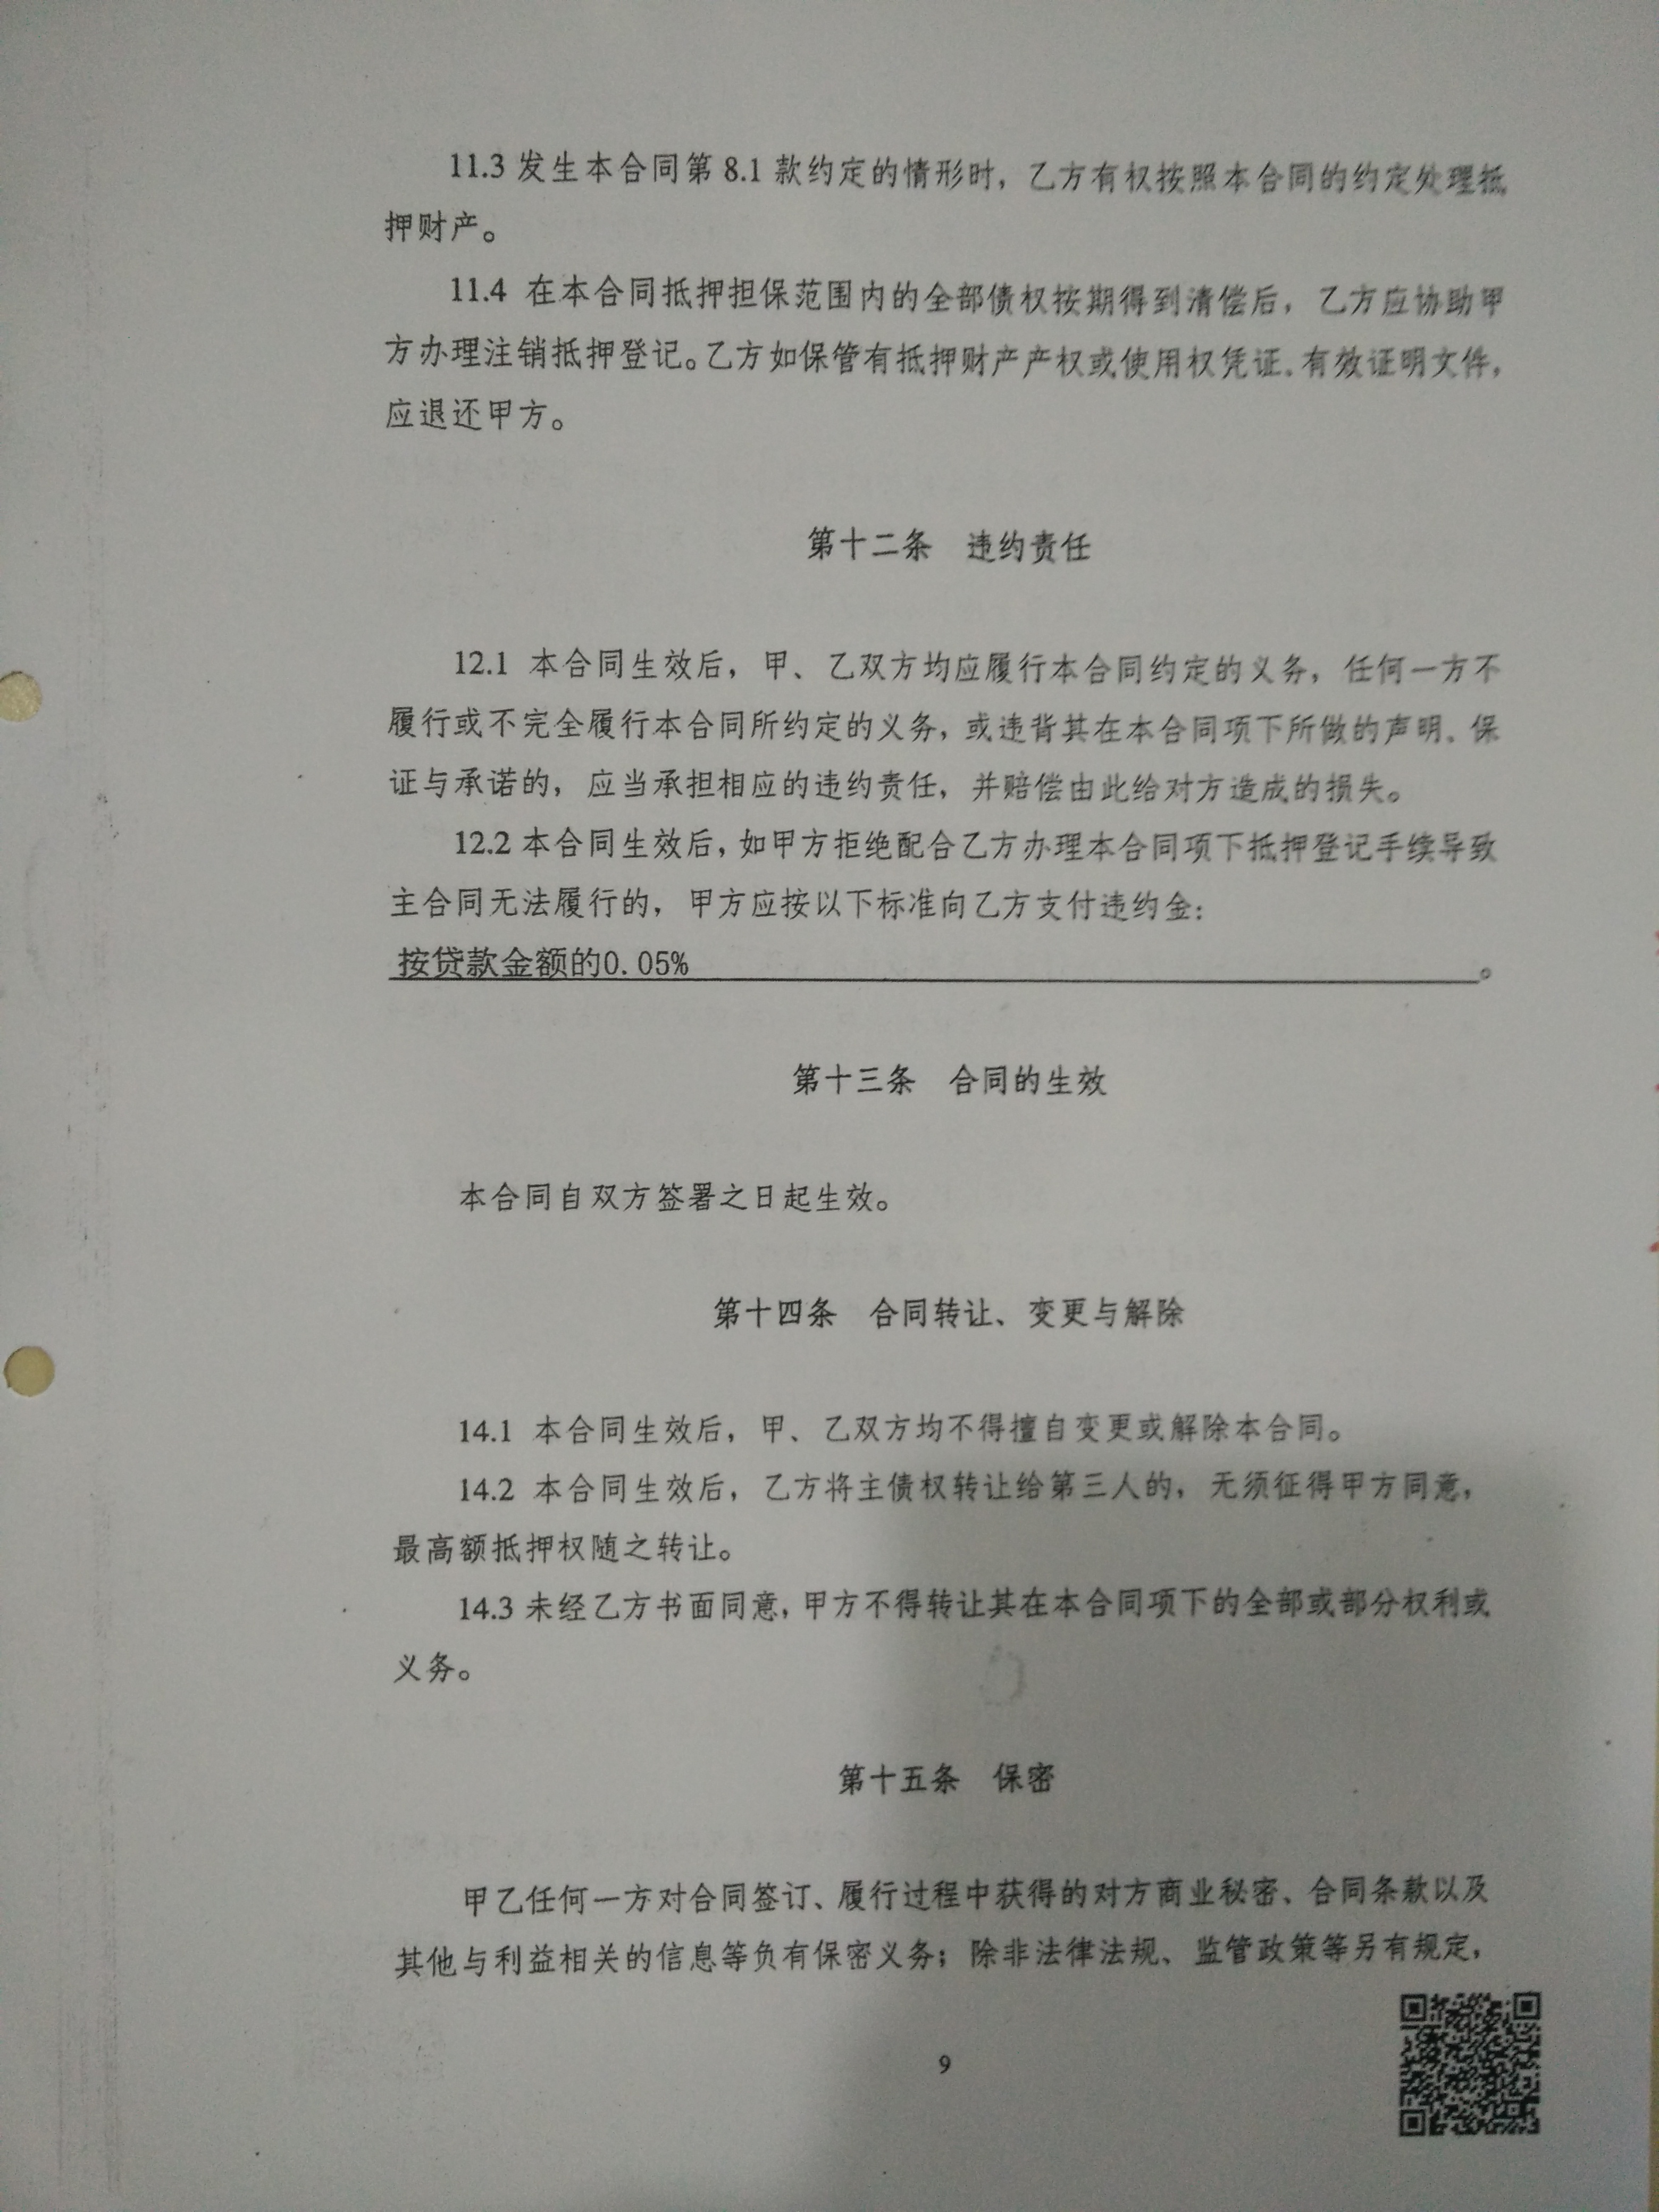 11.3 发生本合同第 8.1 款约定的情形时，乙方有权按照本合同的约定处理抵
押财产。
11.4 在本合同抵押担保范围内的全部债权按期得到清偿后，乙方应协助甲
方办理注销抵押登记。乙方如保管有抵押财产产权或使用权凭证、有效证明文件，
应退还甲方。
第十二条 违约责任
12.1 本合同生效后，甲、乙双方均应履行本合同约定的义务，任何一方不
履行或不完全履行本合同所约定的义务，或违背其在本合同项下所做的声明、保
证与承诺的，应当承担相应的违约责任，并赔偿由此给对方造成的损失。
12.2 本合同生效后，如甲方拒绝配合乙方办理本合同项下抵押登记手续导致
主合同无法履行的，甲方应按以下标准向乙方支付违约金：
按贷款金额的0.05%。
第十三条 合同的生效
本合同自双方签署之日起生效。
第十四条 合同转让、变更与解除
14.1 本合同生效后，甲、乙双方均不得擅自变更或解除本合同。
14.2 本合同生效后，乙方将主债权转让给第三人的，无须征得甲方同意，
最高额抵押权随之转让。
14.3 未经乙方书面同意，甲方不得转让其在本合同项下的全部或部分权利或
义务。
第十五条 保密
甲乙任何一方对合同签订、履行过程中获得的对方商业秘密、合同条款以及
其他与利益相关的信息等负有保密义务；除非法律法规、监管政策等另有规定，
9